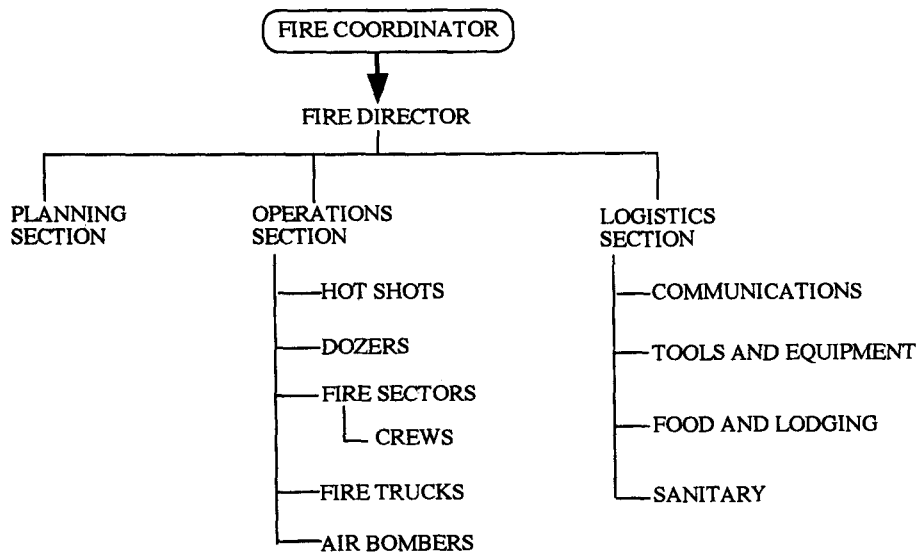 FIRE COORDINATOR
FIRE DIRECTOR
PLANNING
SECTION
OPERATIONS
SECTION
HOT SHOTS
DOZERS
FIRE SECTORS
CREWS
FIRE TRUCKS
AIR BOMBERS
LOGISTICS
SECTION
COMMUNICATIONS
TOOLS AND EQUIPMENT
FOOD AND LODGING
SANITARY